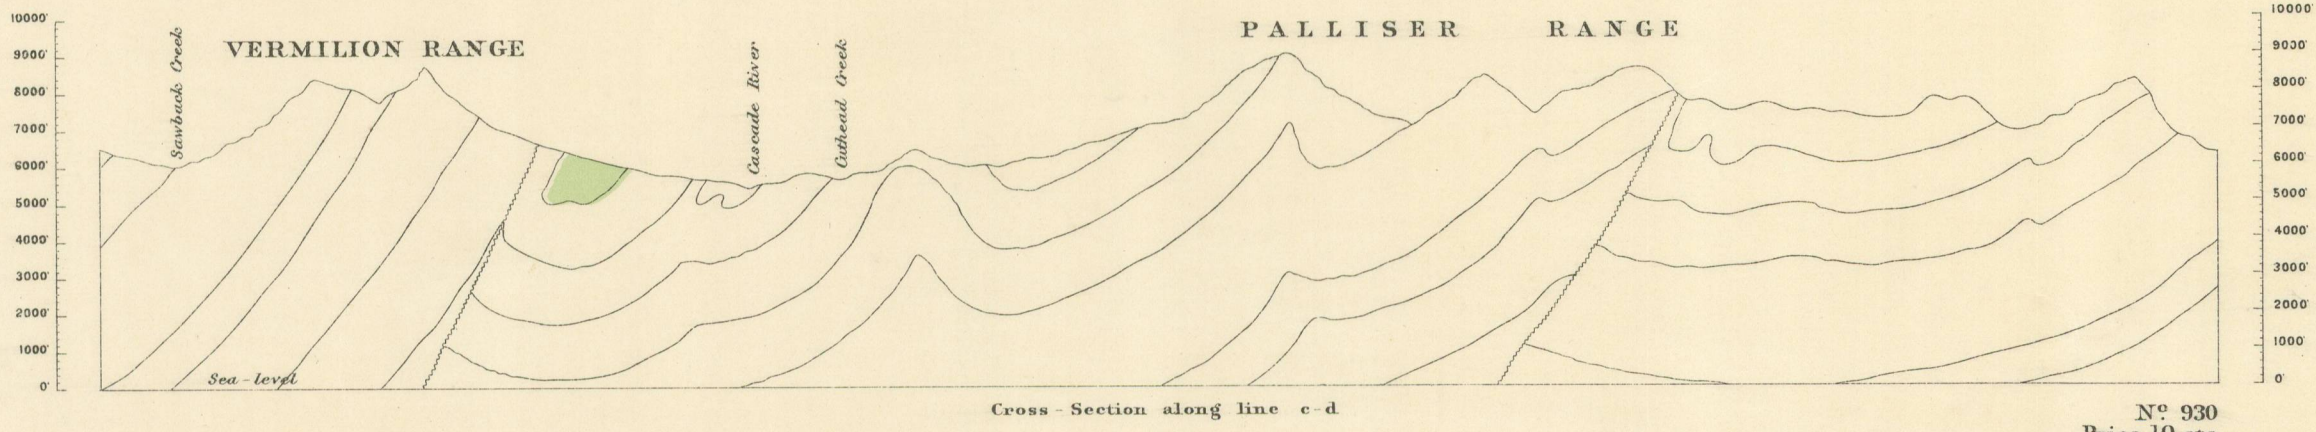 VERMILION RANGE
PALLISER RANGE
Sawback Creek
Cascade River
Cuthead Creek
10000'
9000'
8000'
7000'
6000'
5000'
4000'
3000'
2000'
1000'
0'
10000'
9000'
8000'
7000'
6000'
5000'
4000'
3000'
2000'
1000'
0'
Sea-level
Cross-Section along line c-d
Nº. 930